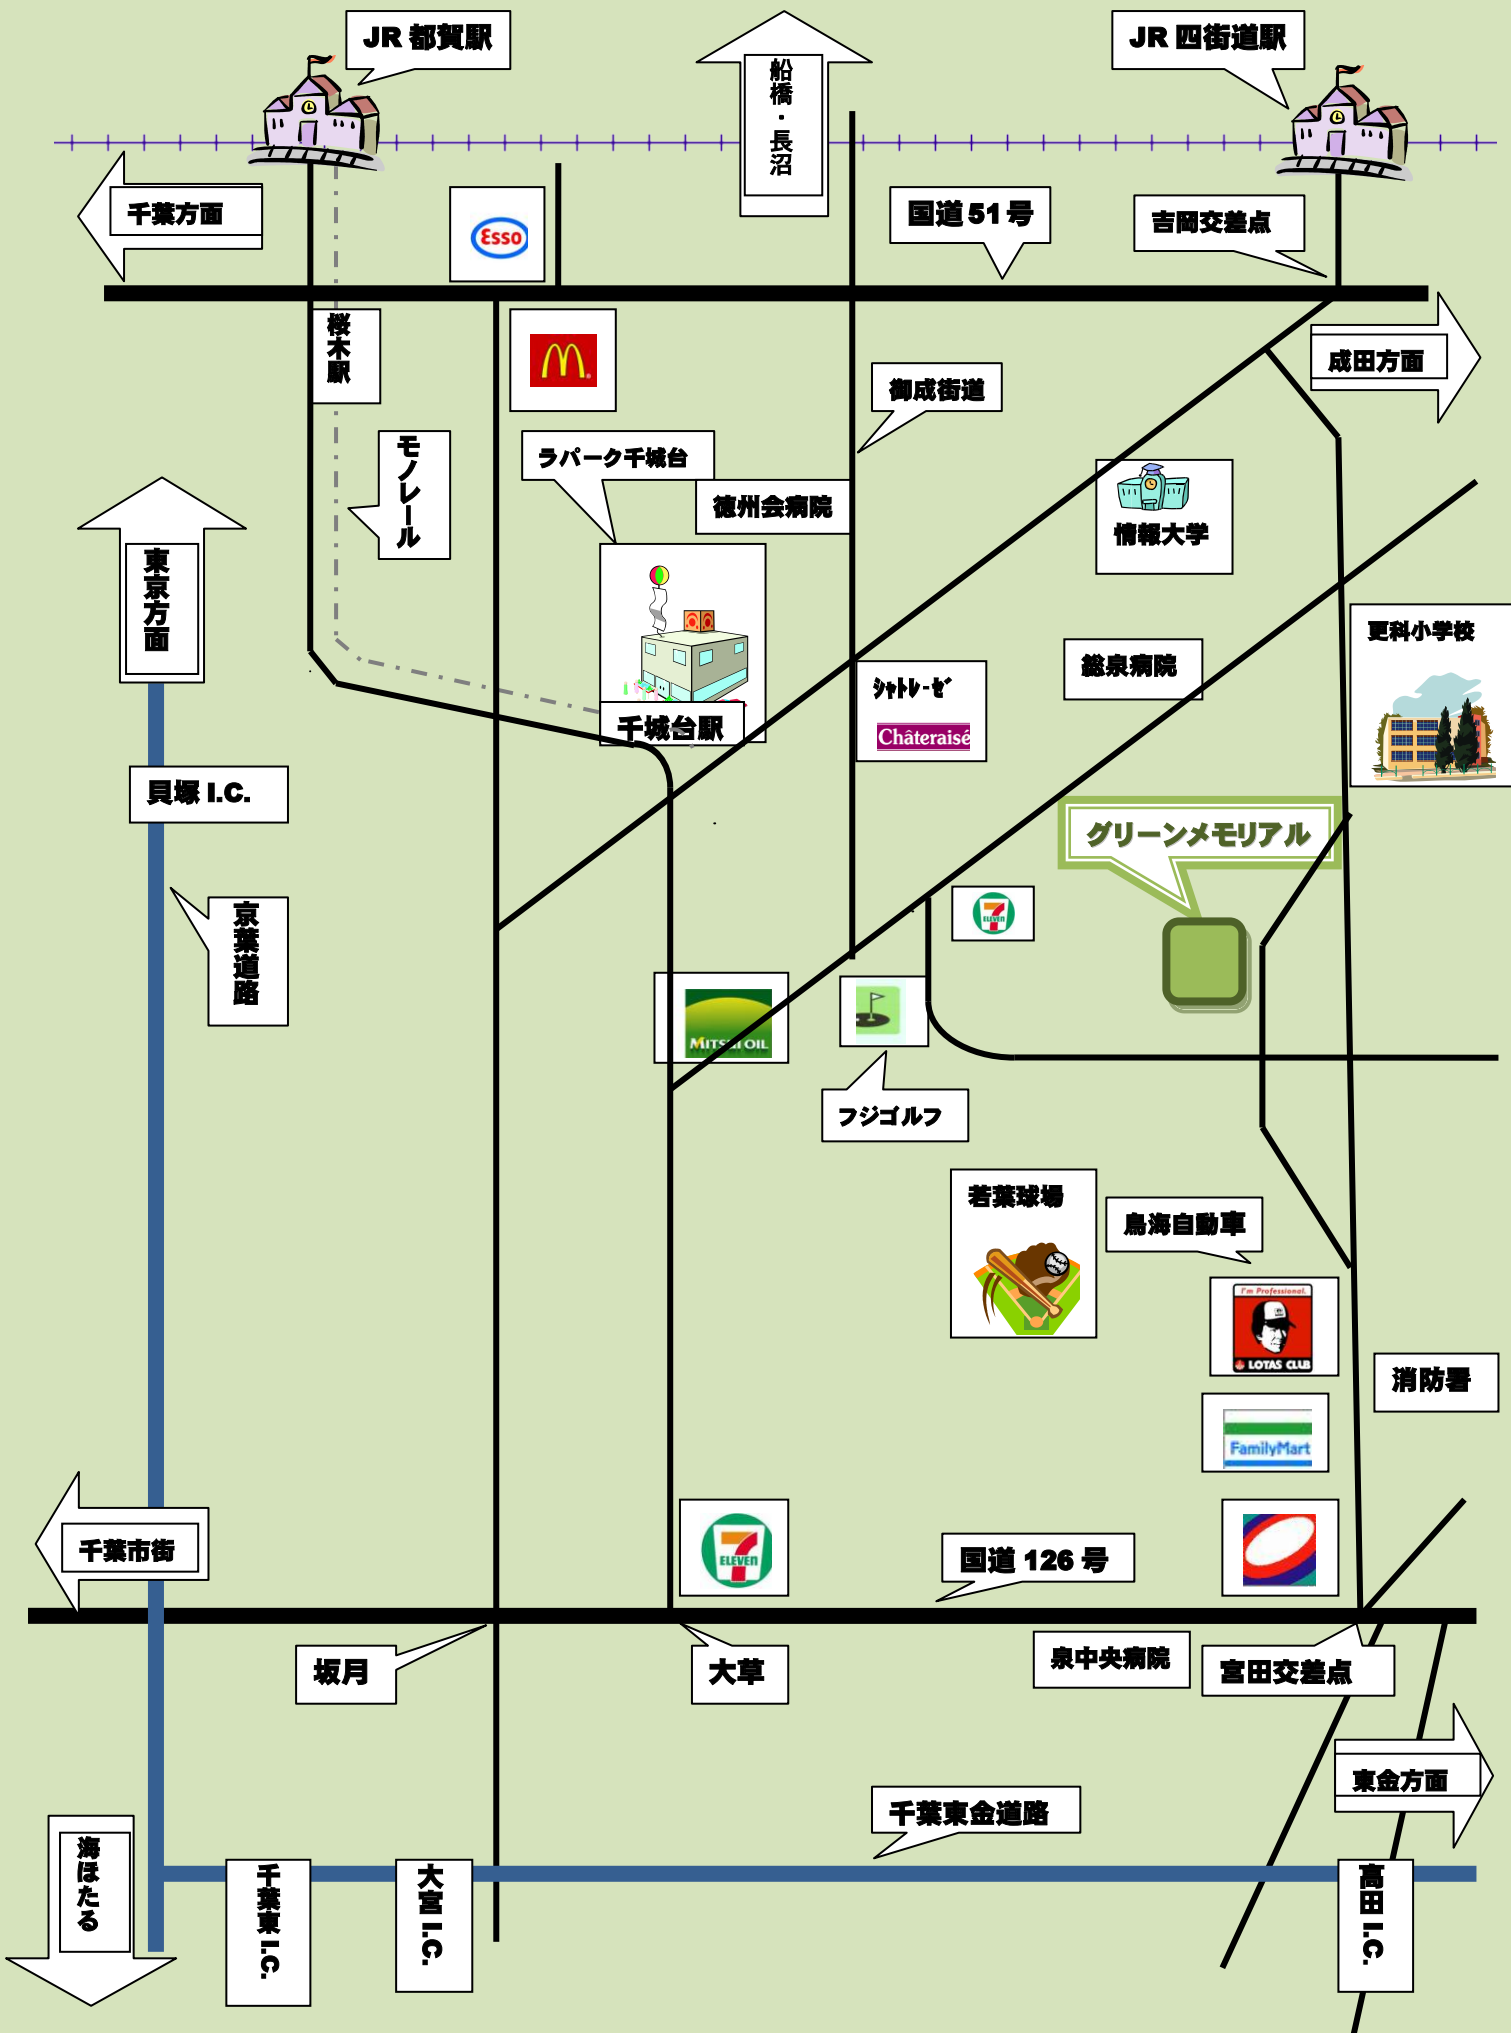 JR 都賀駅
JR 四街道駅
船橋・長沼
千葉方面
Esso
国道 51 号
吉岡交差点
桜木駅
成田方面
御成街道
モノレール
ラパーク千城台
徳州会病院
情報大学
東京方面
更科小学校
総泉病院
ｼｬﾄﾚｰｾﾞ
Châteraisé
千城台駅
貝塚 I.C.
グリーンメモリアル
京葉道路
7
ELEVEN
MITSUI OIL
フジゴルフ
若葉球場
鳥海自動車
I'm Professional.
LOTAS CLUB
消防署
FamilyMart
7
ELEVEN
千葉市街
国道 126 号
坂月
大草
泉中央病院
宮田交差点
東金方面
千葉東金道路
海ほたる
千葉東 I.C.
大宮 I.C.
高田 I.C.